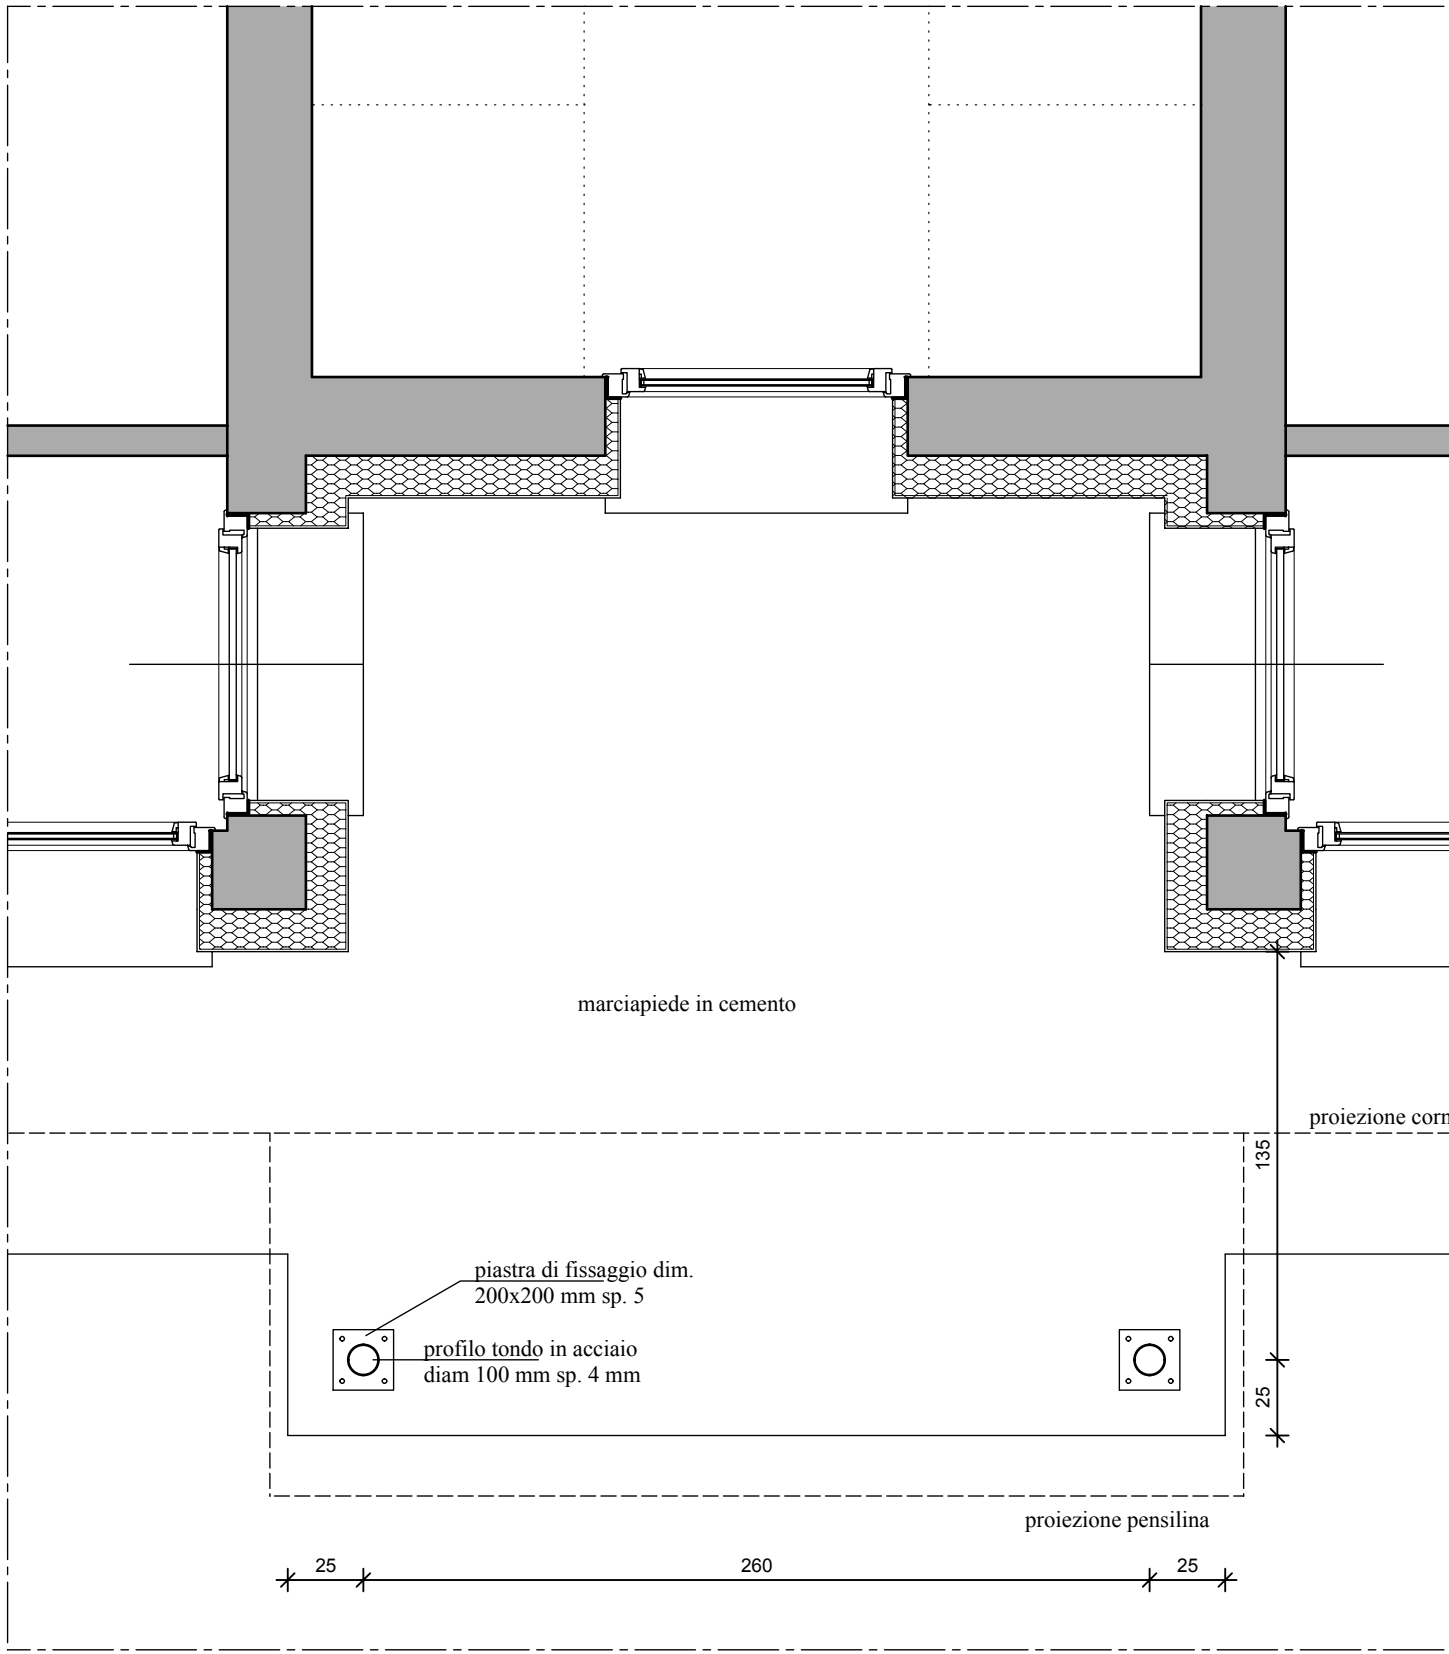 marciapiede in cemento
proiezione corn
135
piastra di fissaggio dim.
200x200 mm sp. 5
profilo tondo in acciaio
diam 100 mm sp. 4 mm
25
proiezione pensilina
25
260
25